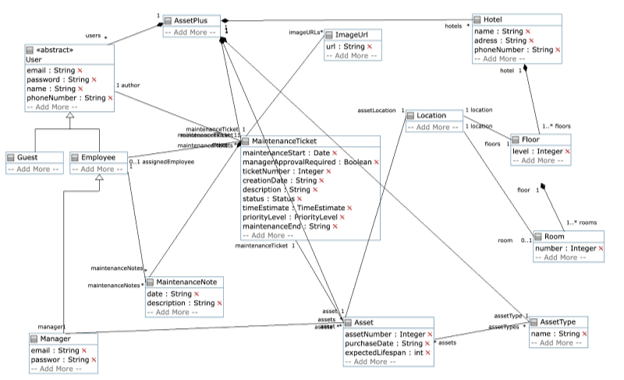 AssetPlus
-- Add More --
1
users *
hotels *
Hotel
name : String ×
adress : String ×
phoneNumber : String ×
-- Add More --
hotel 1
imageURLs*
ImageUrl
url : String ×
-- Add More --
«abstract»
User
email : String ×
password : String ×
name : String ×
phoneNumber : String ×
-- Add More --
1 author
assetLocation 1
Location
-- Add More --
1 location
1 location
1..* floors
floors 1
Floor
level : Integer ×
-- Add More --
maintenanceTicket 1
MaintenanceTicket
maintenanceStart : Date ×
managerApprovalRequired : Boolean ×
ticketNumber : Integer ×
creationDate : String ×
description : String ×
status : Status ×
timeEstimate : TimeEstimate ×
priorityLevel : PriorityLevel ×
maintenanceEnd : String ×
-- Add More --
maintenanceTicket 1
Guest
-- Add More --
Employee
-- Add More --
0..1 assignedEmployee
1
floor 1
1..* rooms
room 0..1
Room
number : Integer ×
-- Add More --
maintenanceNotes *
maintenanceNotes *
MaintenanceNote
date : String ×
description : String ×
-- Add More --
manager1
Manager
email : String ×
passwor : String ×
-- Add More --
asset 1
assets
Asset
assetNumber : Integer ×
purchaseDate : String ×
expectedLifespan : int ×
-- Add More --
* assets
assetType 1
assetTypes *
AssetType
name : String ×
-- Add More --